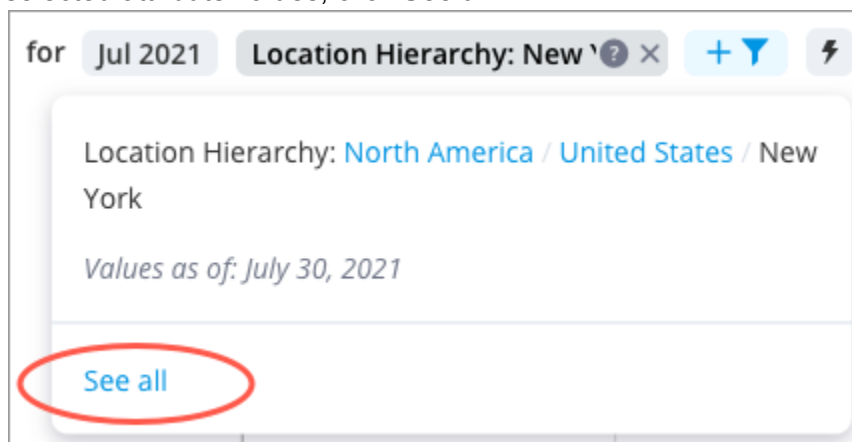 for Jul 2021 Location Hierarchy: New
Location Hierarchy: North America / United States / New
York
Values as of: July 30, 2021
See all